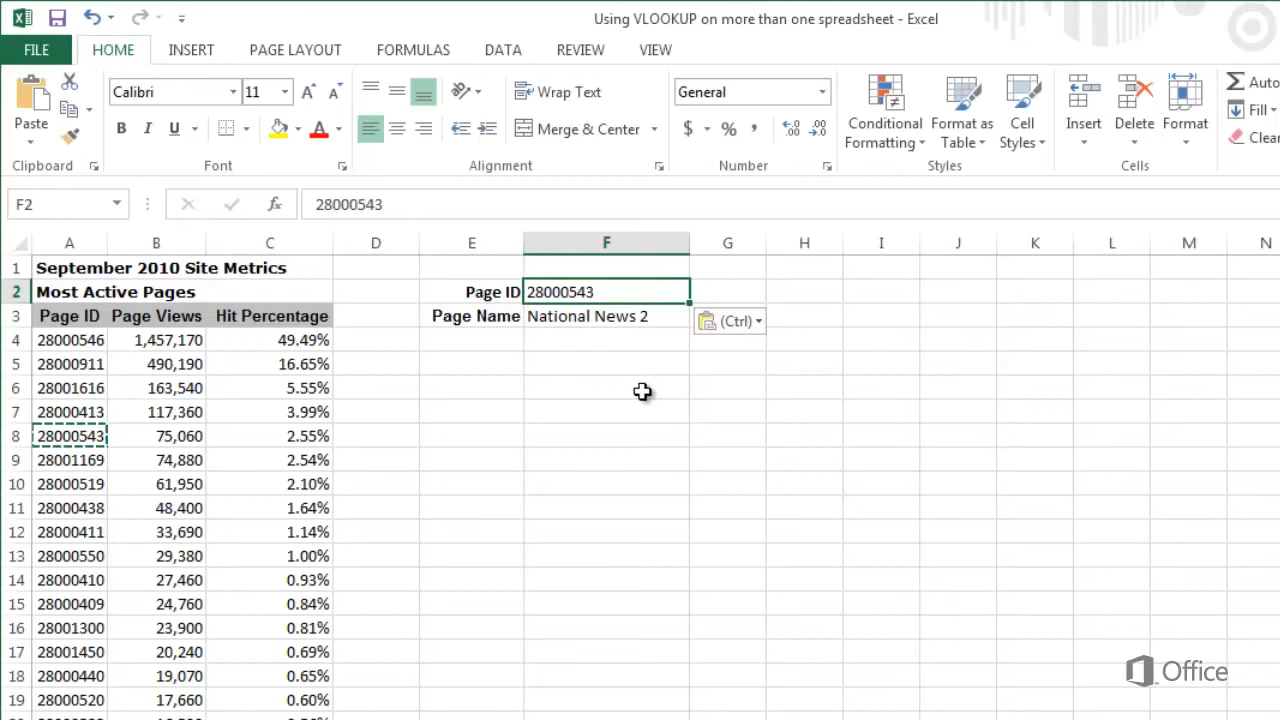 Using VLOOKUP on more than one spreadsheet - Excel
FILE HOME INSERT PAGE LAYOUT FORMULAS DATA REVIEW VIEW
Calibri 11 Wrap Text General Auto
Paste B I U Merge & Center $ % Conditional Formatting Format as Table Cell Styles Insert Delete Format Fill Clear
Clipboard Font Alignment Number Styles Cells
F2 fx 28000543
A B C D E F G H I J K L M N
1 September 2010 Site Metrics
2 Most Active Pages Page ID 28000543
3 Page ID Page Views Hit Percentage Page Name National News 2 (Ctrl)
4 28000546 1,457,170 49.49%
5 28000911 490,190 16.65%
6 28001616 163,540 5.55%
7 28000413 117,360 3.99%
8 28000543 75,060 2.55%
9 28001169 74,880 2.54%
10 28000519 61,950 2.10%
11 28000438 48,400 1.64%
12 28000411 33,690 1.14%
13 28000550 29,380 1.00%
14 28000410 27,460 0.93%
15 28000409 24,760 0.84%
16 28001300 23,900 0.81%
17 28001450 20,240 0.69%
18 28000440 19,070 0.65%
19 28000520 17,660 0.60%
Office